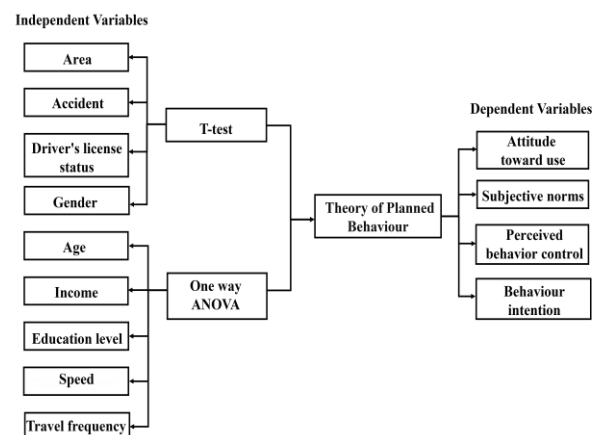 Independent Variables
Area
Accident
Driver's license
status
Gender
Age
Income
Education level
Speed
Travel frequency
T-test
One way
ANOVA
Theory of Planned
Behaviour
Dependent Variables
Attitude
toward use
Subjective norms
Perceived
behavior control
Behaviour
intention